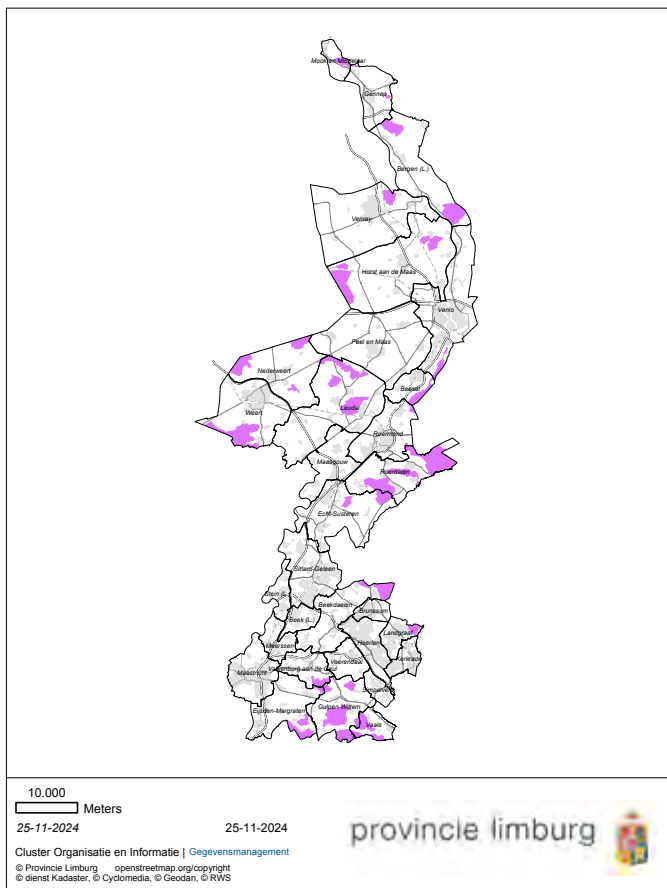 Mook en Middelaar
Gennep
Bergen (L.)
Venray
Horst aan de Maas
Venlo
Peel en Maas
Nederweert
Beesel
Leudal
Weert
Roermond
Maasgouw
Roerdalen
Echt-Susteren
Sittard-Geleen
Stein (L.
Beekdaelen
Brunssum
Beek (L.)
Landgraaf
Heerlen
Meerssen
Voerendaal
Kerkrade
Valkenburg aan de Geul
Maastricht
Simpelveld
Gulpen-Wittem
Eijsden-Margraten
Vaals
10.000
Meters
25-11-2024 25-11-2024
provincie limburg
Cluster Organisatie en Informatie | Gegevensmanagement
© Provincie Limburg openstreetmap.org/copyright
© dienst Kadaster, © Cyclomedia, © Geodan, © RWS